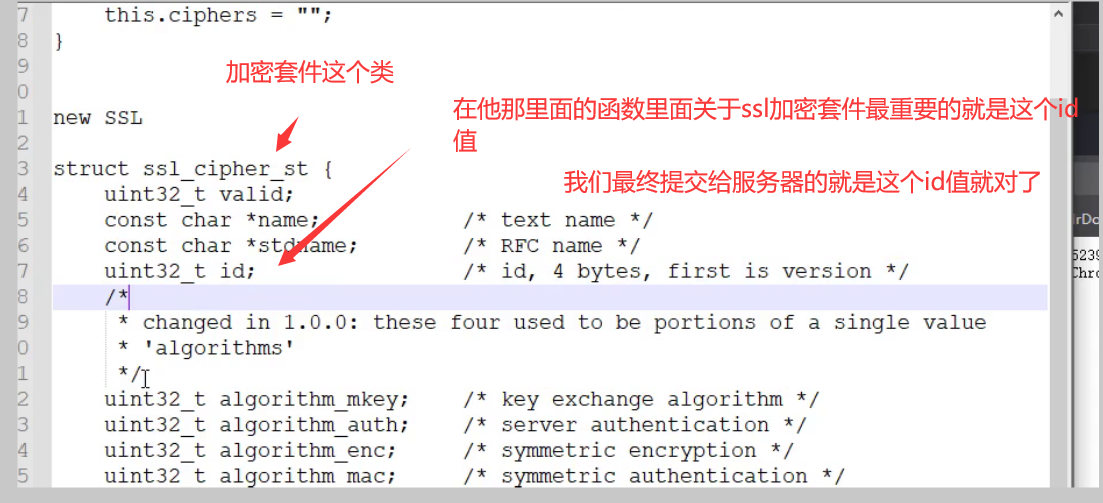 7 this.ciphers = "";
8 }
9
加密套件这个类
0
在他那里面的函数里面关于ssl加密套件最重要的就是这个id
值
1 new SSL
2
3 struct ssl_cipher_st {
我们最终提交给服务器的就是这个id值就对了
4 uint32_t valid;
5 const char *name; /* text name */
6 const char *stdname; /* RFC name */
7 uint32_t id; /* id, 4 bytes, first is version */
8 /*
9 * changed in 1.0.0: these four used to be portions of a single value
0 * 'algorithms'
1 */
2 uint32_t algorithm_mkey; /* key exchange algorithm */
3 uint32_t algorithm_auth; /* server authentication */
4 uint32_t algorithm_enc; /* symmetric encryption */
5 uint32_t algorithm_mac; /* symmetric authentication */
rDo
5239
Chro